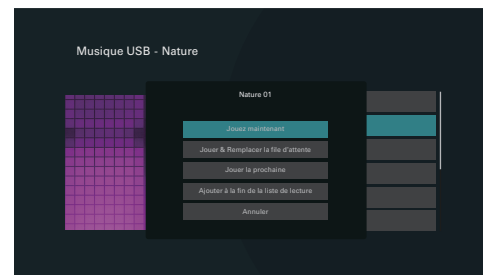 Musique USB - Nature
Nature 01
Jouez maintenant
Jouer & Remplacer la file d'attente
Jouer la prochaine
Ajouter à la fin de la liste de lecture
Annuler